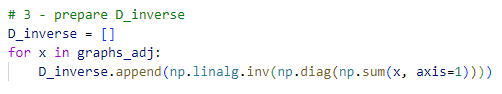 # 3 - prepare D_inverse
D_inverse = []
for x in graphs_adj:
    D_inverse.append(np.linalg.inv(np.diag(np.sum(x, axis=1))))